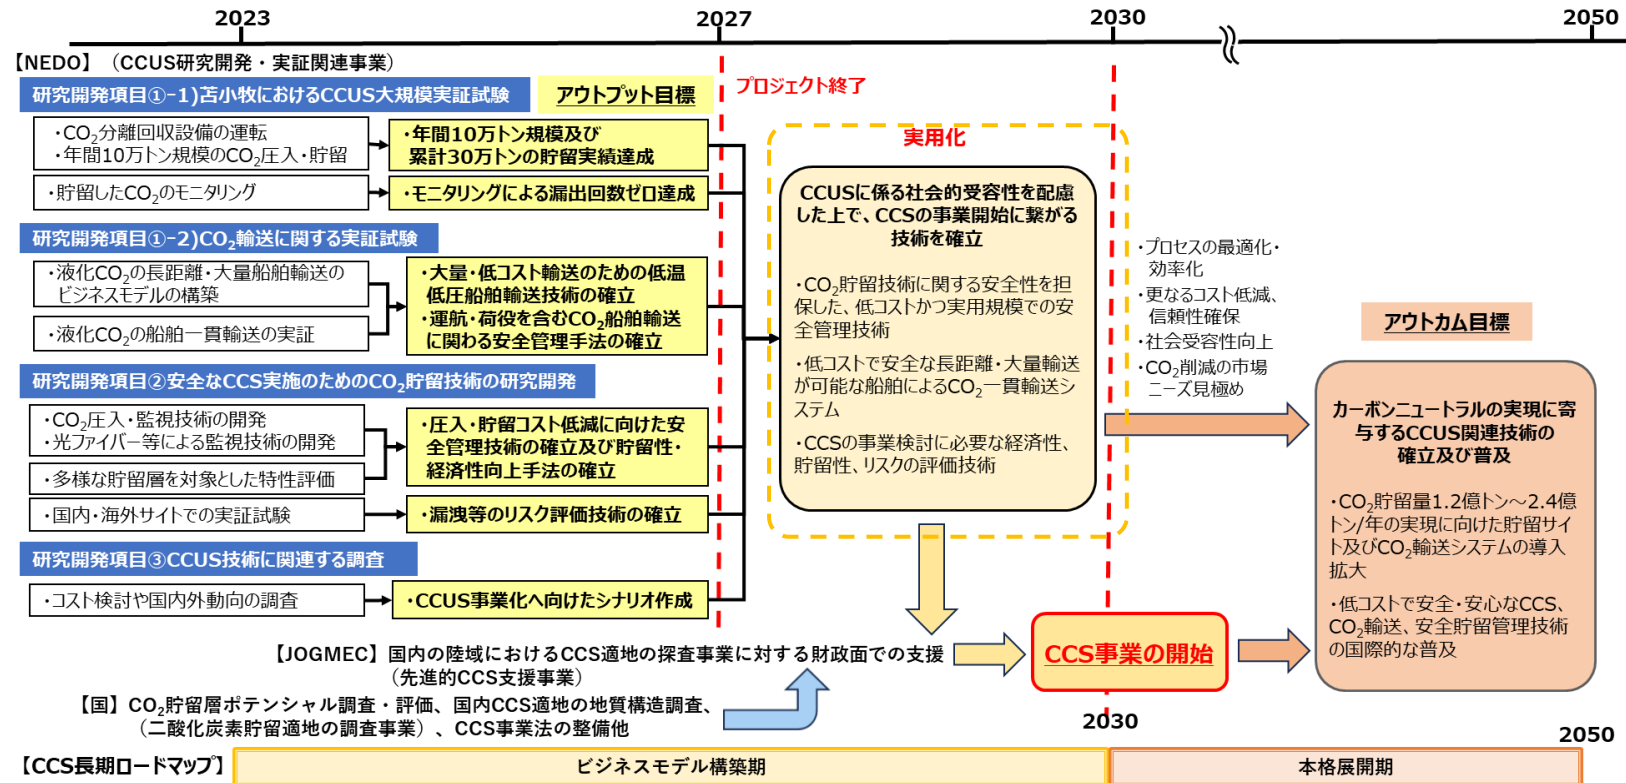 2023
2027
2030
2050
【NEDO】（CCUS研究開発・実証関連事業）
研究開発項目①-1)苫小牧におけるCCUS大規模実証試験
アウトプット目標
プロジェクト終了
・CO2分離回収設備の運転
・年間10万トン規模のCO2圧入・貯留
・年間10万トン規模及び
累計30万トンの貯留実績達成
・貯留したCO2のモニタリング
・モニタリングによる漏出回数ゼロ達成
研究開発項目①-2)CO2輸送に関する実証試験
・液化CO2の長距離・大量船舶輸送の
ビジネスモデルの構築
・液化CO2の船舶一貫輸送の実証
・大量・低コスト輸送のための低温
低圧船舶輸送技術の確立
・運航・荷役を含むCO2船舶輸送
に関わる安全管理手法の確立
研究開発項目②安全なCCS実施のためのCO2貯留技術の研究開発
・CO2圧入・監視技術の開発
・光ファイバー等による監視技術の開発
・多様な貯留層を対象とした特性評価
・圧入・貯留コスト低減に向けた安
全管理技術の確立及び貯留性・
経済性向上手法の確立
・国内・海外サイトでの実証試験
・漏洩等のリスク評価技術の確立
研究開発項目③CCUS技術に関連する調査
・コスト検討や国内外動向の調査
・CCUS事業化へ向けたシナリオ作成
実用化
CCUSに係る社会的受容性を配慮
した上で、CCSの事業開始に繋がる
技術を確立
・CO2貯留技術に関する安全性を担
保した、低コストかつ実用規模での安
全管理技術
・低コストで安全な長距離・大量輸送
が可能な船舶によるCO2一貫輸送シ
ステム
・CCSの事業検討に必要な経済性、
貯留性、リスクの評価技術
・プロセスの最適化・
効率化
・更なるコスト低減、
信頼性確保
・社会受容性向上
・CO2削減の市場
ニーズ見極め
アウトカム目標
カーボンニュートラルの実現に寄
与するCCUS関連技術の
確立及び普及
・CO2貯留量1.2億トン～2.4億
トン/年の実現に向けた貯留サイ
ト及びCO2輸送システムの導入
拡大
・低コストで安全・安心なCCS、
CO2輸送、安全貯留管理技術
の国際的な普及
【JOGMEC】国内の陸域におけるCCS適地の探査事業に対する財政面での支援
（先進的CCS支援事業）
CCS事業の開始
【国】CO2貯留層ポテンシャル調査・評価、国内CCS適地の地質構造調査、
（二酸化炭素貯留適地の調査事業）、CCS事業法の整備他
2030
2050
【CCS長期ロードマップ】
ビジネスモデル構築期
本格展開期